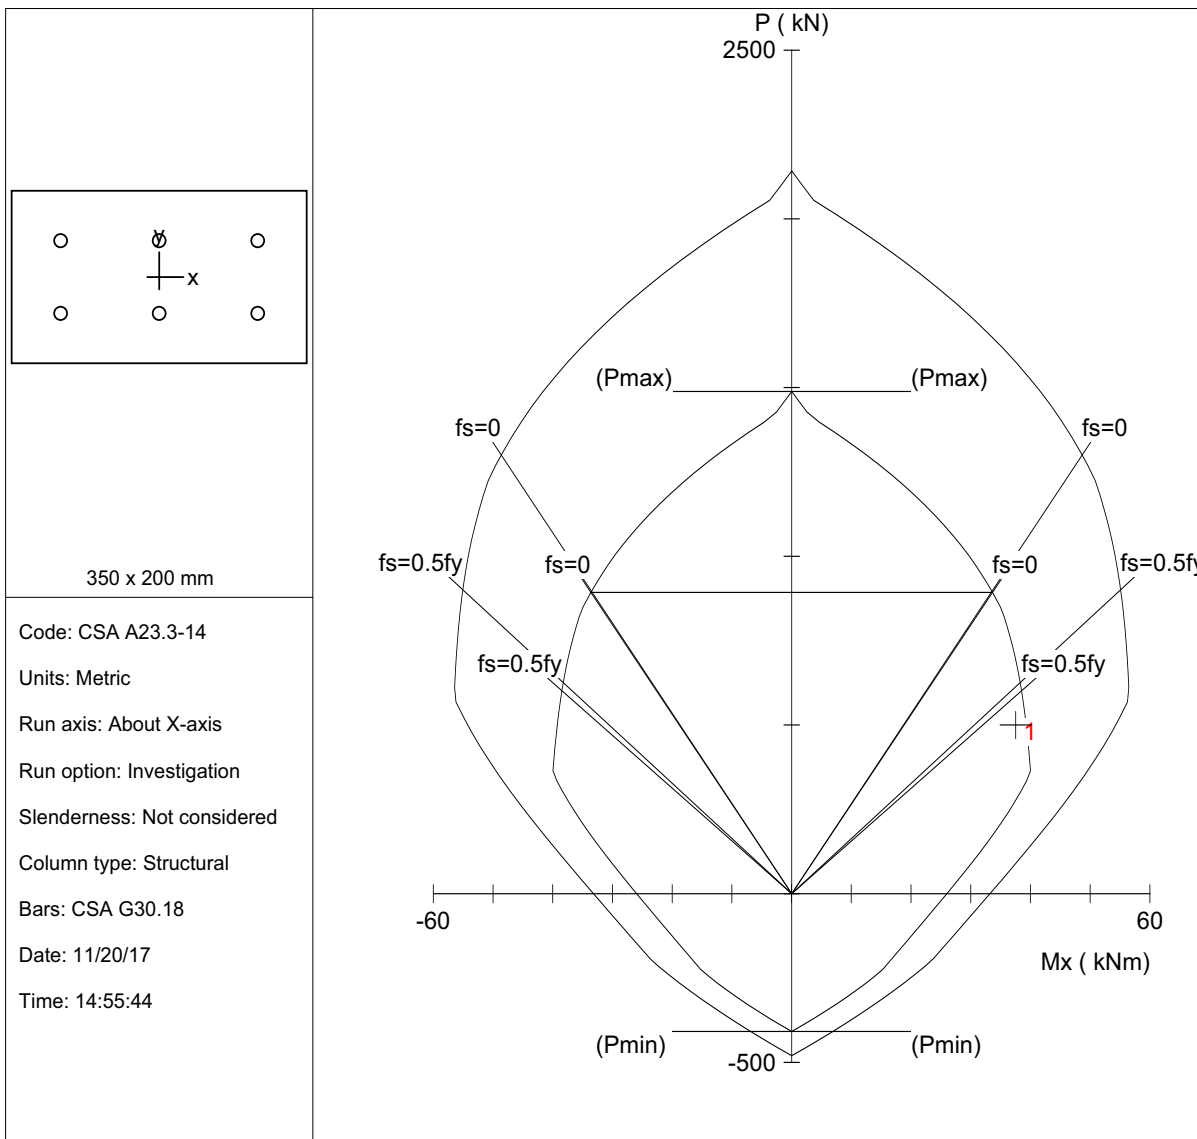 y
x
350 x 200 mm
Code: CSA A23.3-14
Units: Metric
Run axis: About X-axis
Run option: Investigation
Slenderness: Not considered
Column type: Structural
Bars: CSA G30.18
Date: 11/20/17
Time: 14:55:44
P ( kN)
2500
(Pmax) (Pmax)
fs=0 fs=0
fs=0.5fy fs=0 fs=0 fs=0.5fy
fs=0.5fy fs=0.5fy
1
-60 60
Mx ( kNm)
(Pmin) (Pmin)
-500